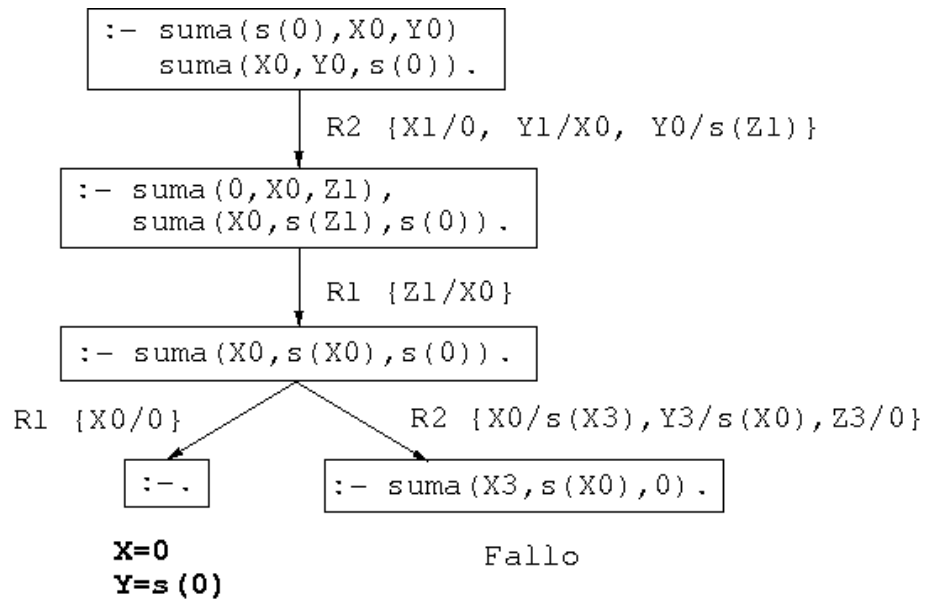 :- suma(s(0),X0,Y0)
suma(X0,Y0,s(0)).
R2 {X1/0, Y1/X0, Y0/s(Z1)}
:- suma(0,X0,Z1),
suma(X0,s(Z1),s(0)).
R1 {Z1/X0}
:- suma(X0,s(X0),s(0)).
R1 {X0/0}
R2 {X0/s(X3),Y3/s(X0),Z3/0}
:-.
:- suma(X3,s(X0),0).
X=0
Y=s(0)
Fallo